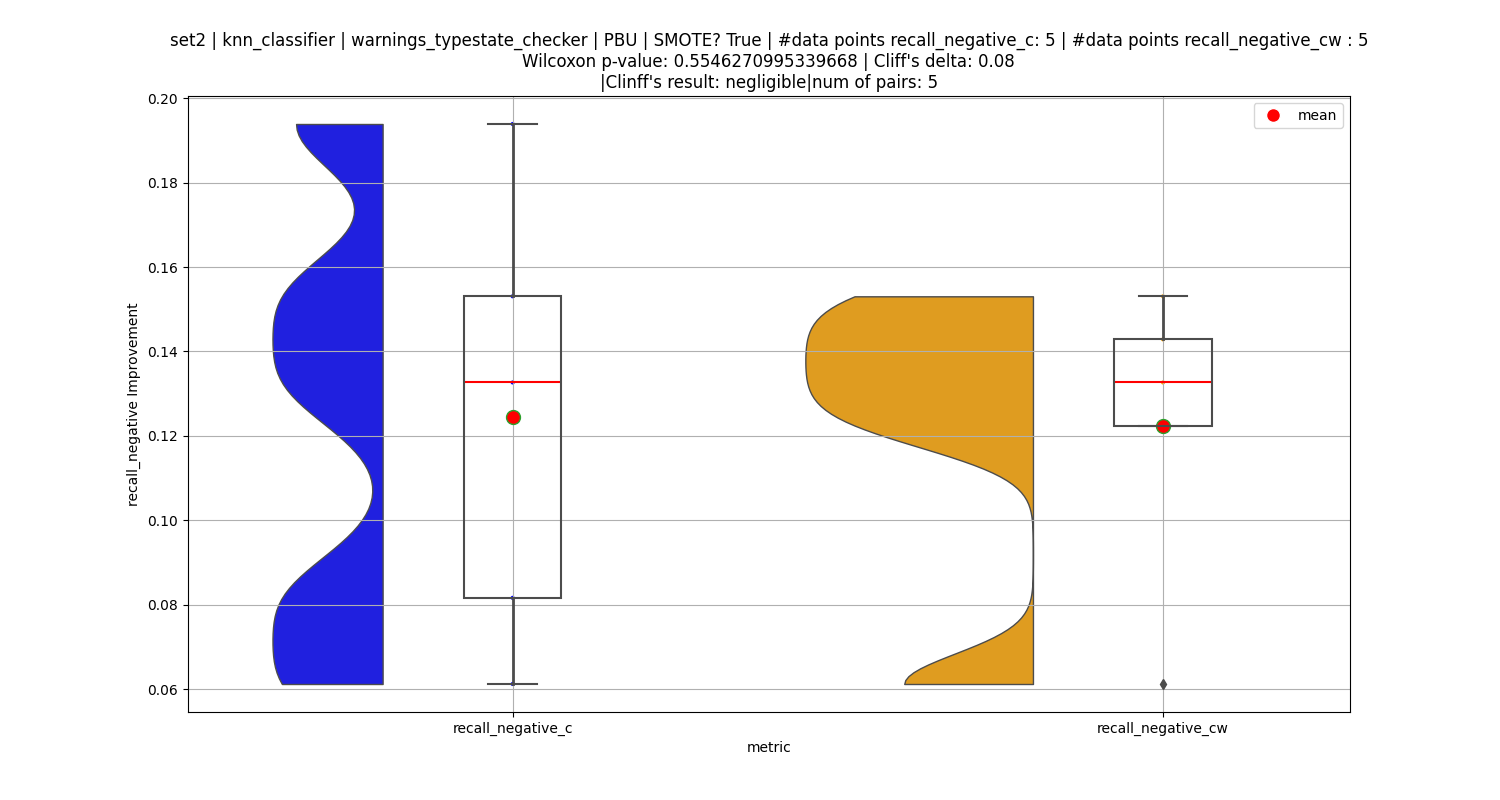 set2 | knn_classifier | warnings_typestate_checker | PBU | SMOTE? True | #data points recall_negative_c: 5 | #data points recall_negative_cw : 5
Wilcoxon p-value: 0.5546270995339668 | Cliff's delta: 0.08
|Clinff's result: negligible|num of pairs: 5
mean
0.20
0.18
0.16
0.14
0.12
0.10
0.08
0.06
recall_negative Improvement
recall_negative_c
recall_negative_cw
metric